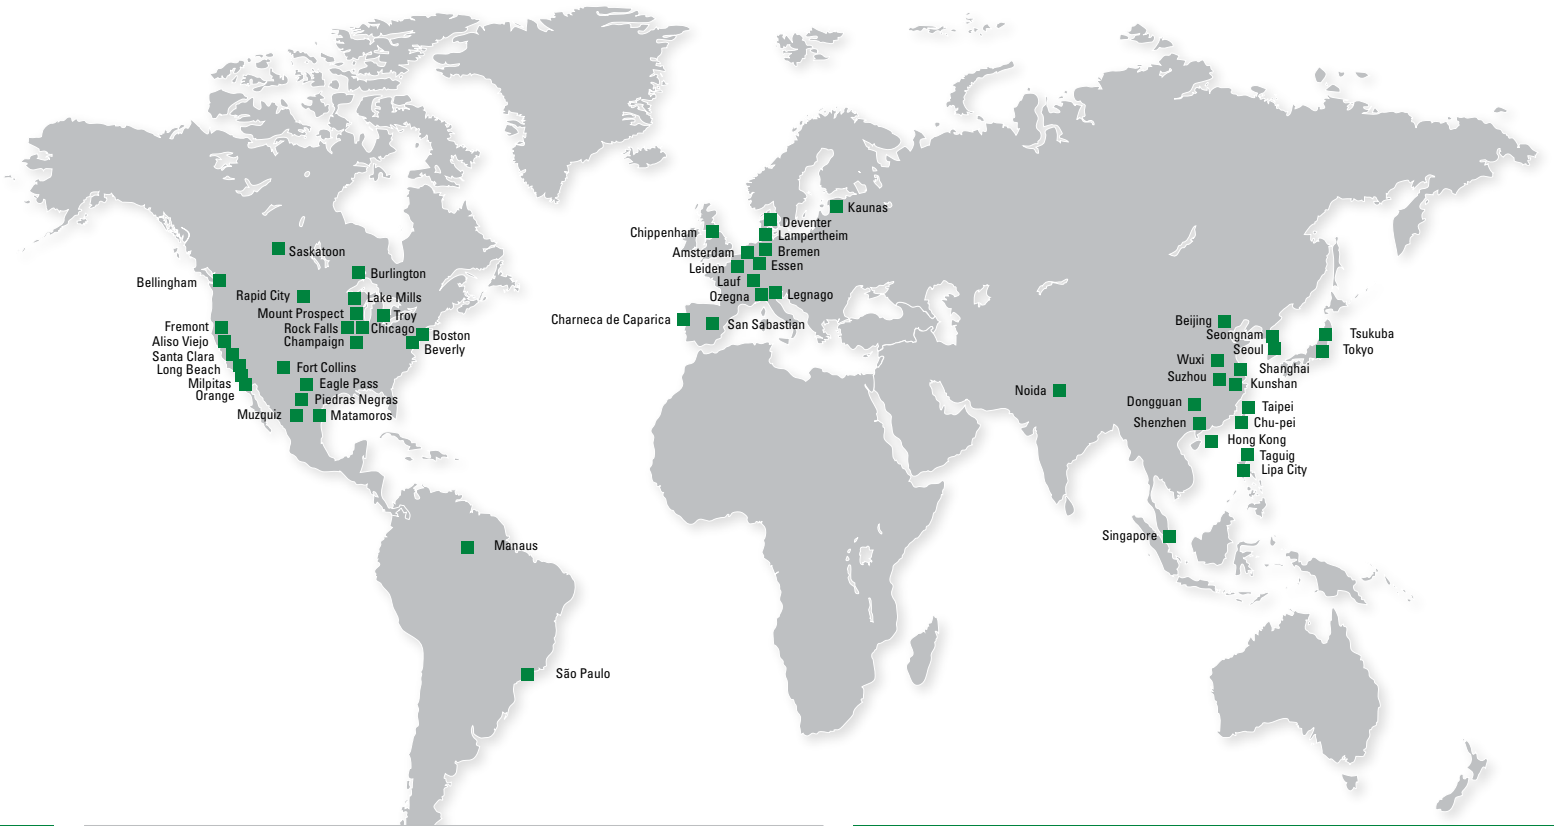 Saskatoon
Bellingham
Burlington
Rapid City
Lake Mills
Mount Prospect
Troy
Fremont
Rock Falls
Chicago
Boston
Aliso Viejo
Champaign
Beverly
Santa Clara
Long Beach
Fort Collins
Milpitas
Eagle Pass
Orange
Piedras Negras
Muzquiz
Matamoros
Manaus
São Paulo
Kaunas
Chippenham
Deventer
Lampertheim
Amsterdam
Bremen
Leiden
Essen
Lauf
Ozegna
Legnago
Charneca de Caparica
San Sabastian
Beijing
Seongnam
Tsukuba
Seoul
Tokyo
Wuxi
Shanghai
Suzhou
Kunshan
Noida
Dongguan
Taipei
Shenzhen
Chu-pei
Hong Kong
Taguig
Lipa City
Singapore